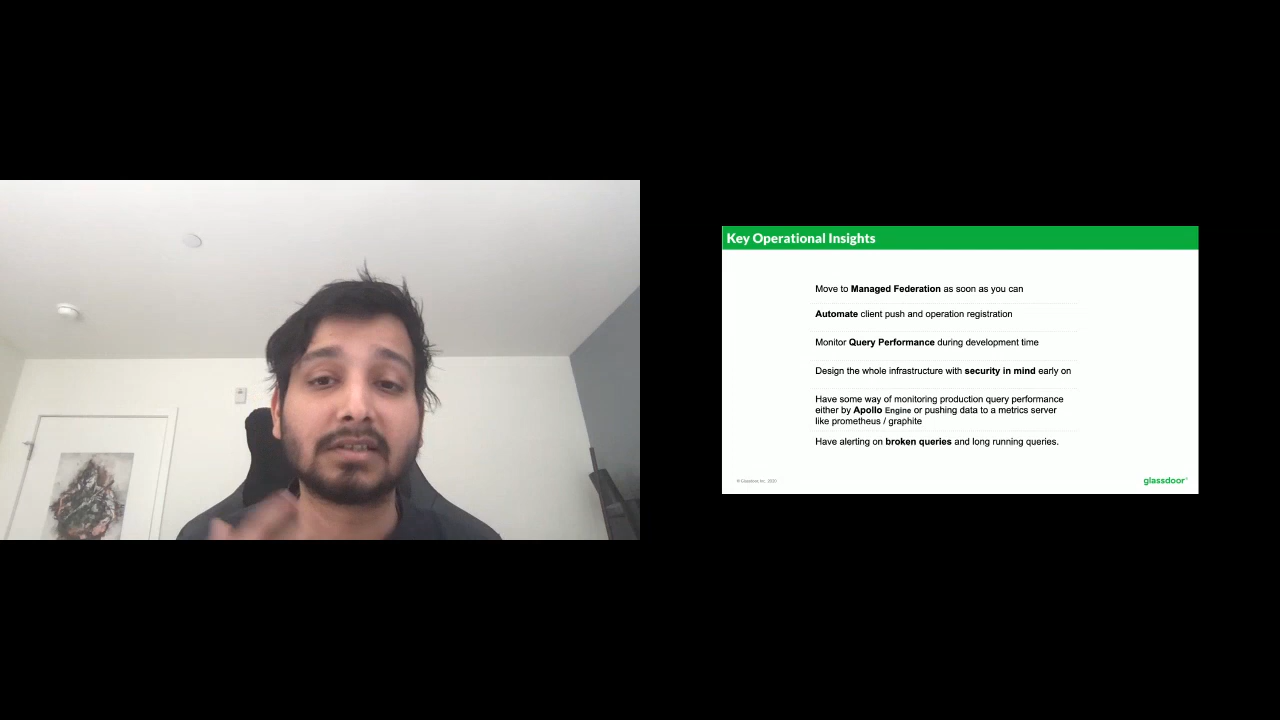 Key Operational Insights
Move to Managed Federation as soon as you can
Automate client push and operation registration
Monitor Query Performance during development time
Design the whole infrastructure with security in mind early on
Have some way of monitoring production query performance
either by Apollo Engine or pushing data to a metrics server
like prometheus / graphite
Have alerting on broken queries and long running queries.
© Glassdoor Inc. 2020
glassdoor